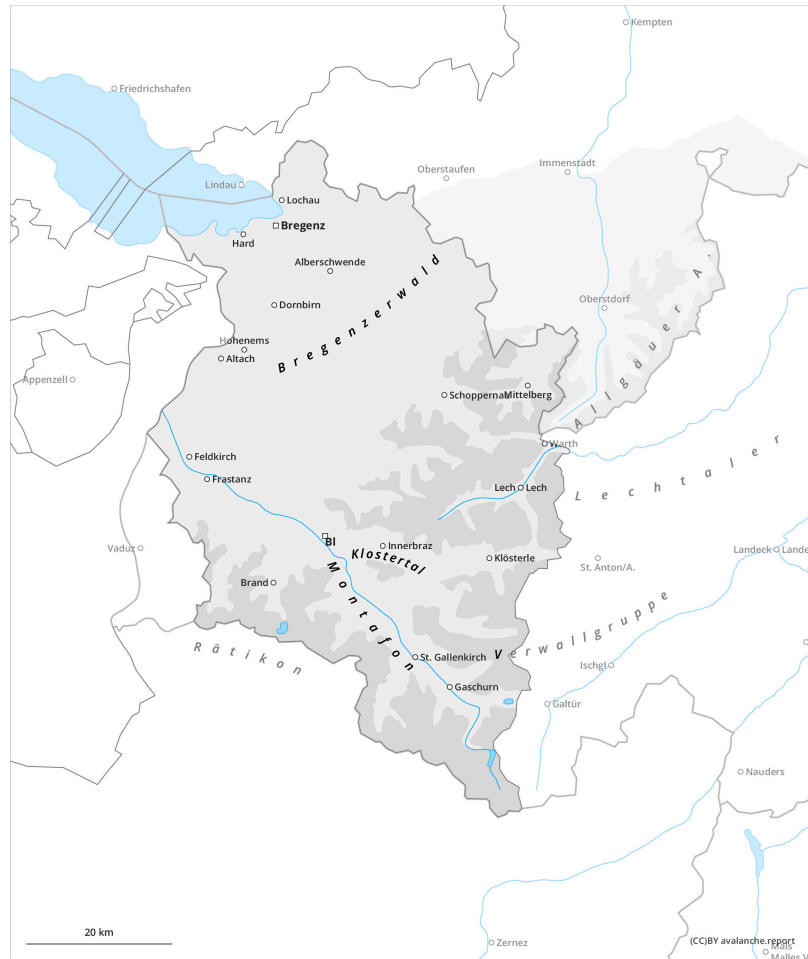 Kempten
Friedrichshafen
Immenstadt
Oberstaufen
Lindau
Lochau
Bregenz
Hard
Alberschwende
Bregenzerwald
Oberstdorf
Allgäuer A.
Dornbirn
Hohenems
Altach
Appenzell
Schoppernau
Mittelberg
Warth
Lechtaler
Feldkirch
Frastanz
Lech
Lech
Bl
Klostertal
Innerbraz
Klösterle
Vaduz
Landeck
Lande
St. Anton/A.
Brand
Montafon
Verwallgruppe
Rätikon
St. Gallenkirch
Ischgl
Gaschurn
Galtür
Nauders
20 km
Zernez
(CC)BY avalanche.report
Mals
Malles V